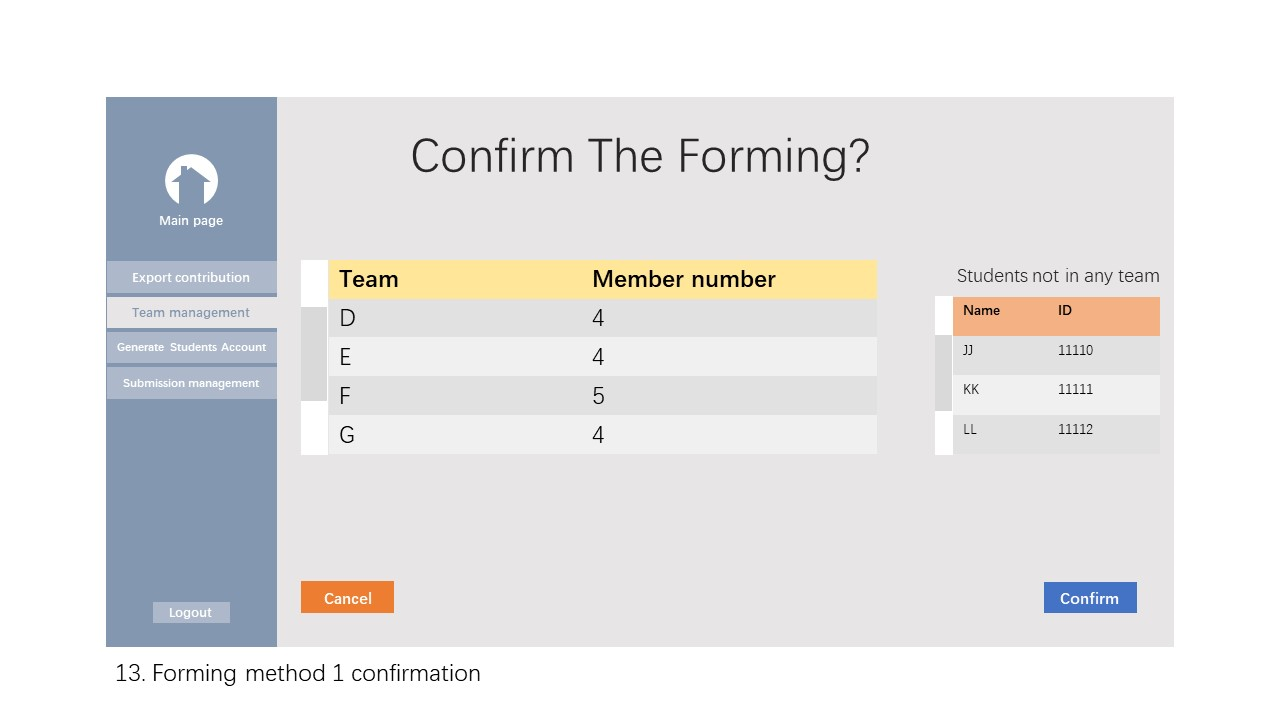 Confirm The Forming?
Main page
Export contribution
Team management
Generate Students Account
Submission management
Logout
Team Member number
D 4
E 4
F 5
G 4
Students not in any team
Name ID
JJ 11110
KK 11111
LL 11112
Cancel
Confirm
13. Forming method 1 confirmation